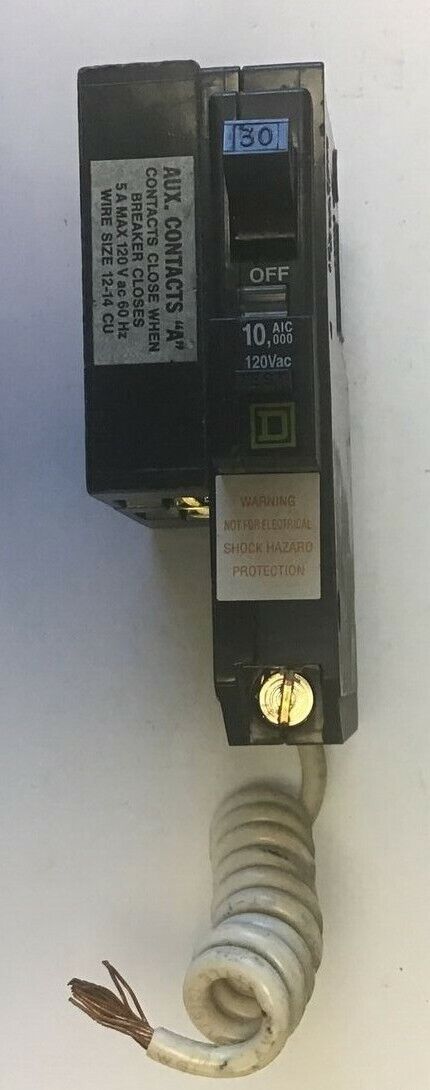 AUX. CONTACTS "A"
CONTACTS CLOSE WHEN
BREAKER CLOSES
5 A MAX 120 V ac 60 Hz
WIRE SIZE 12-14 CU
30
OFF
10,000 AIC
120Vac
WARNING
NOT FOR ELECTRICAL
SHOCK HAZARD
PROTECTION